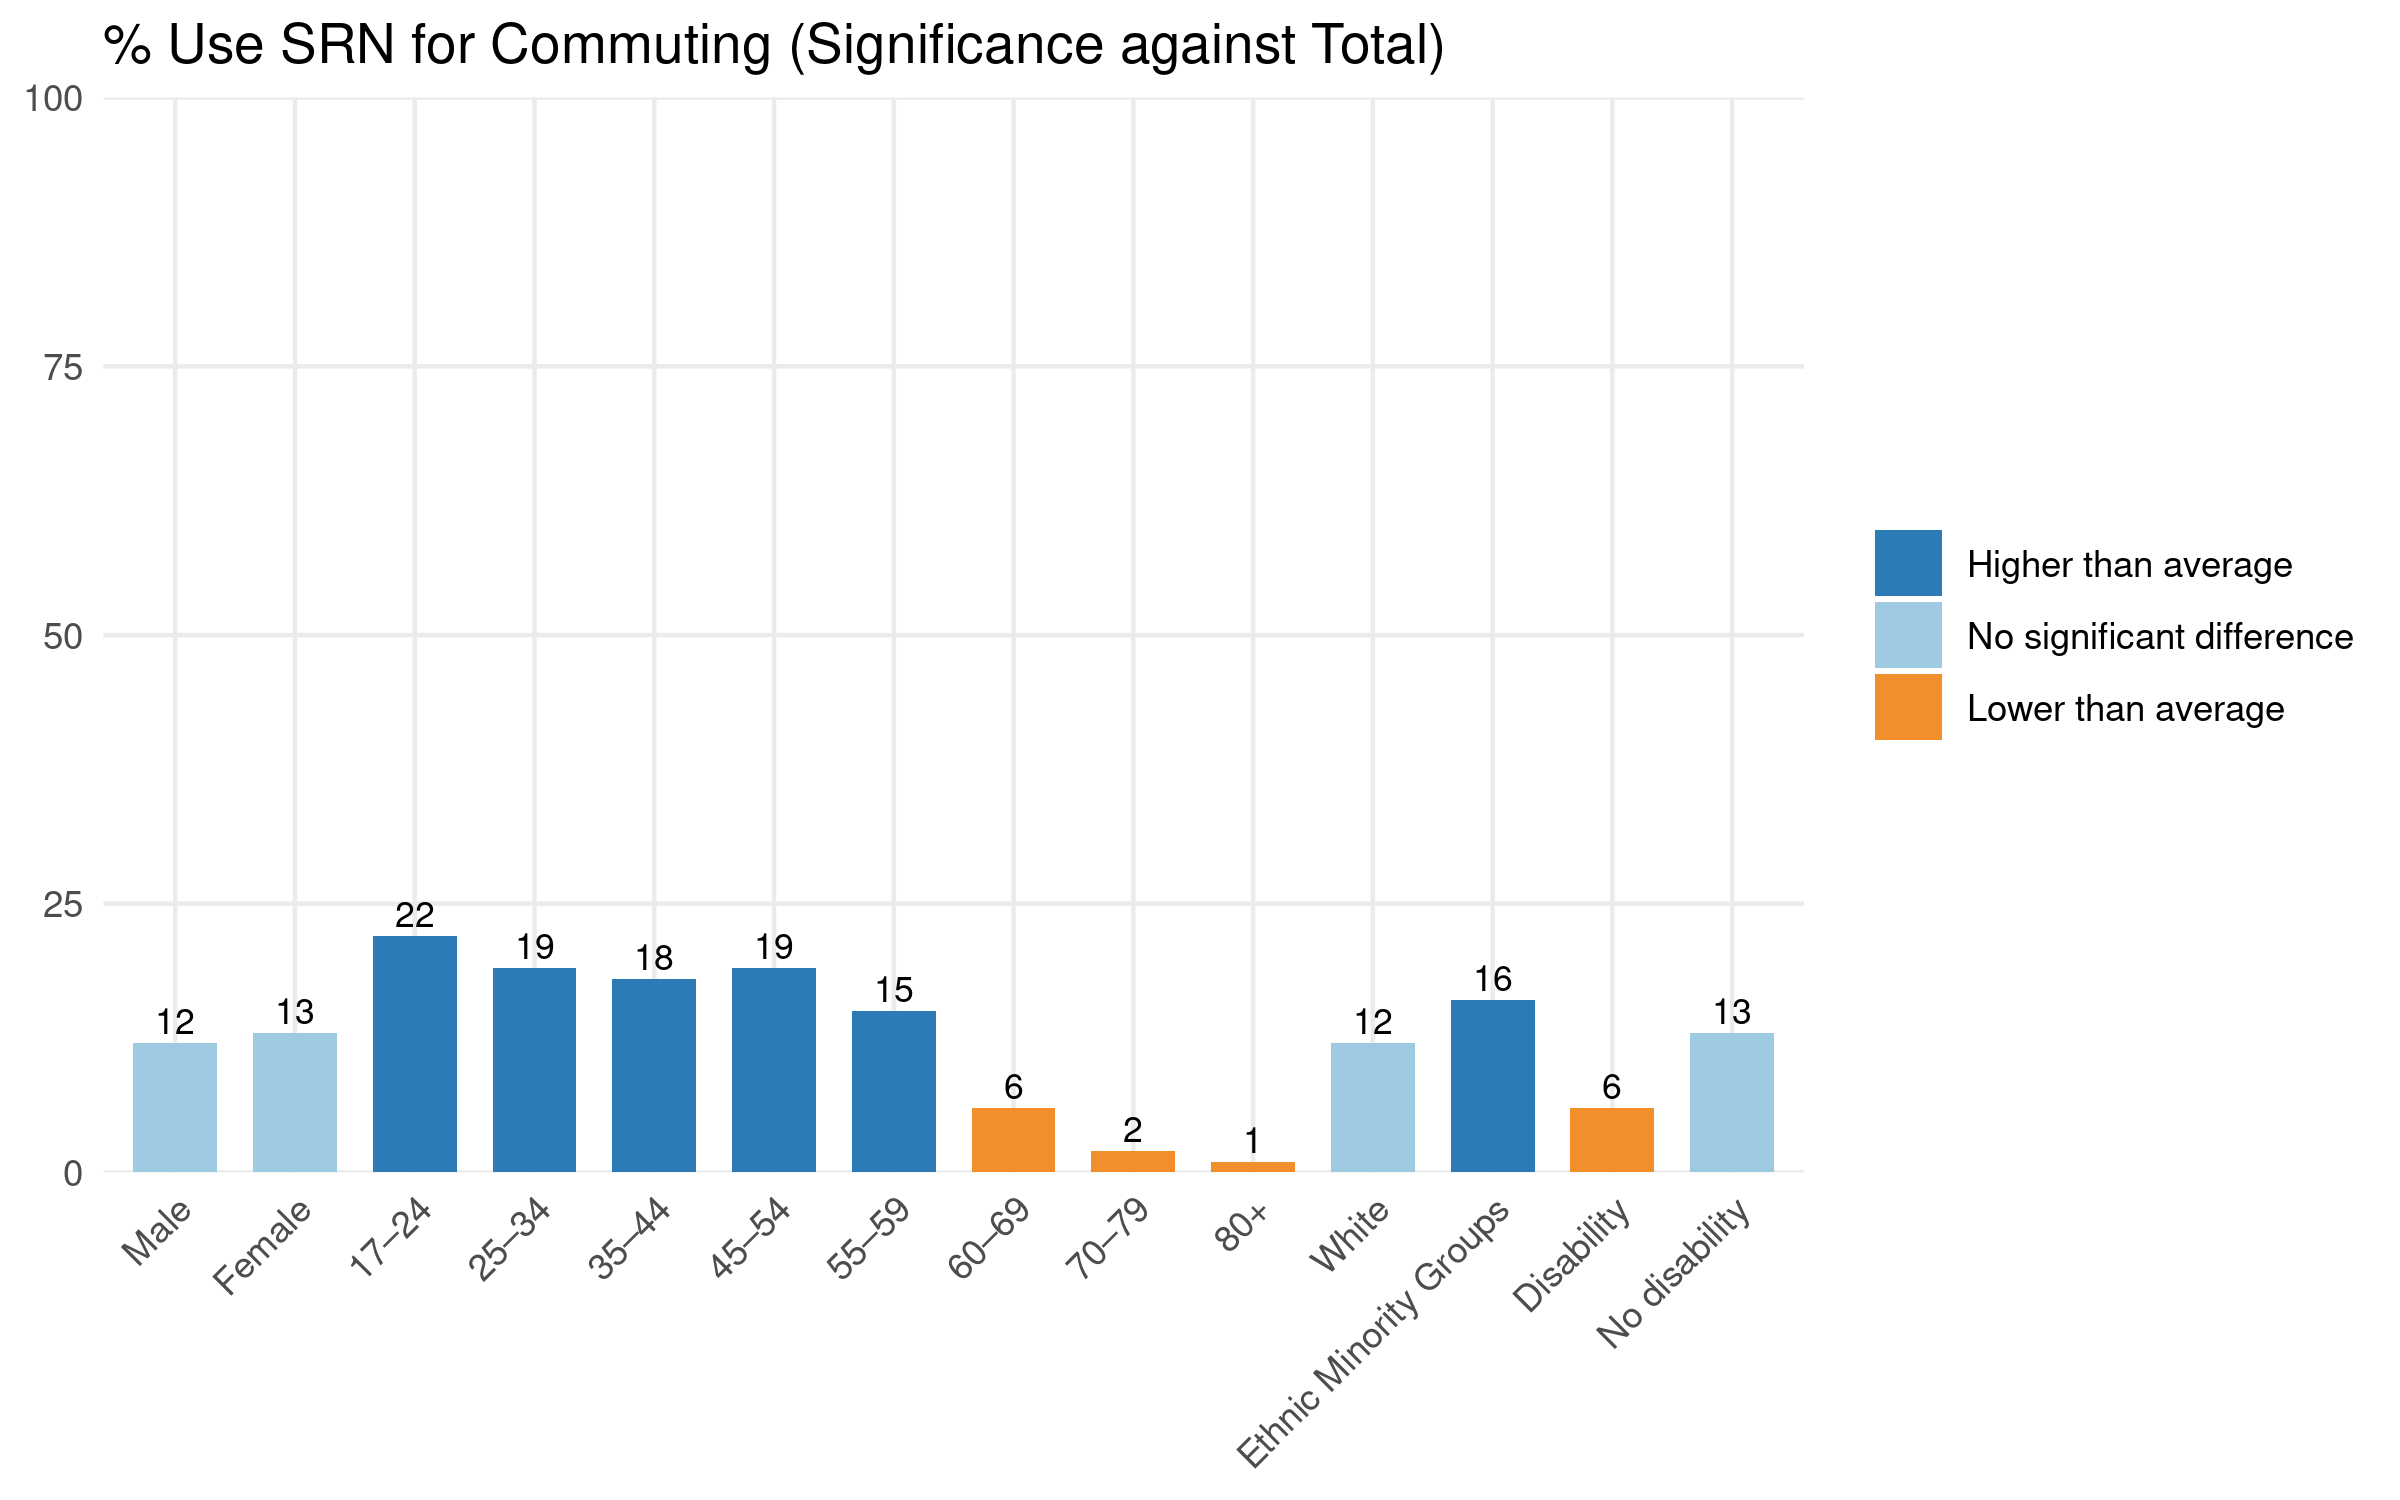 % Use SRN for Commuting (Significance against Total)
100
75
50
25
0
12
13
22
19
18
19
15
6
2
1
12
16
6
13
Male
Female
17–24
25–34
35–44
45–54
55–59
60–69
70–79
80+
White
Ethnic Minority Groups
Disability
No disability
Higher than average
No significant difference
Lower than average